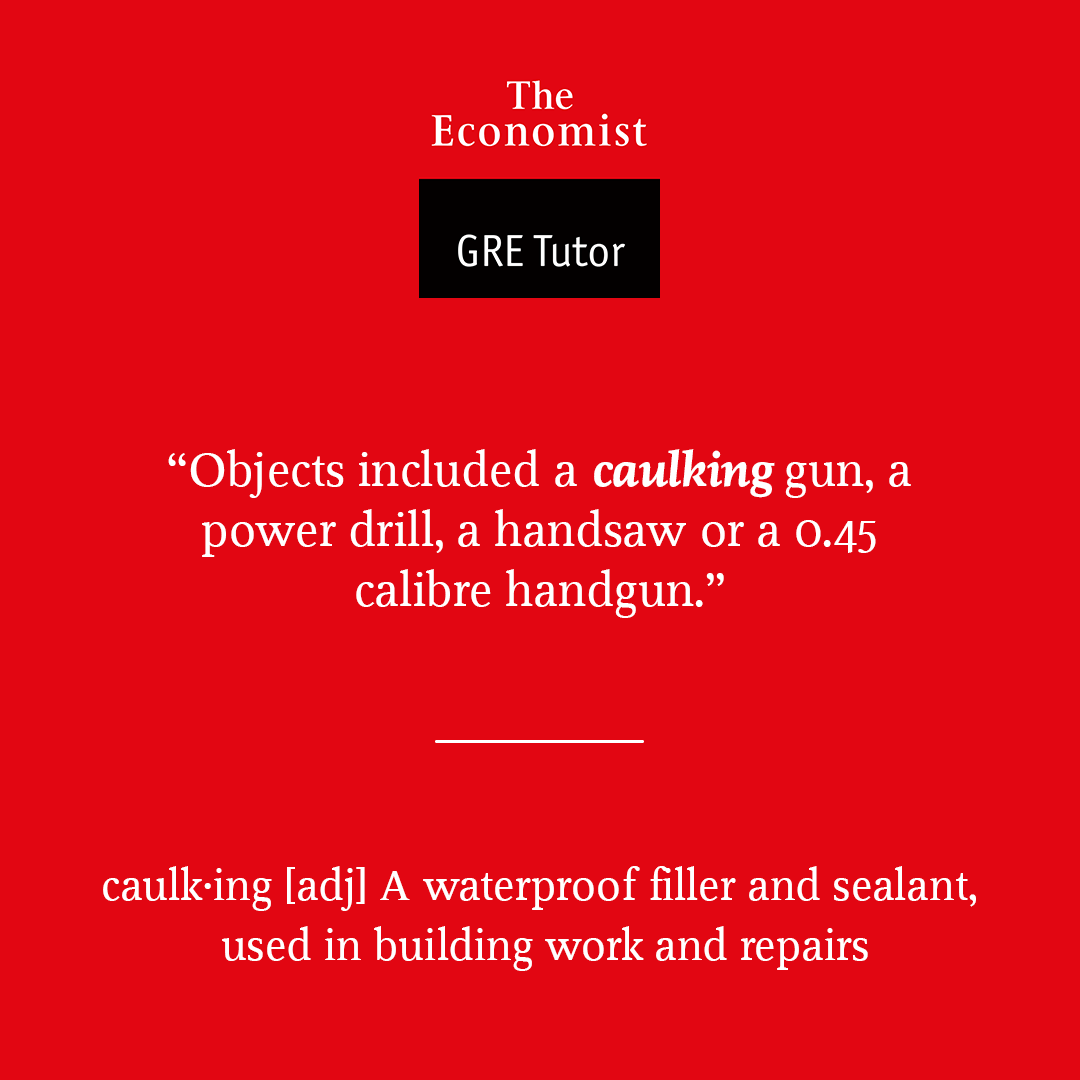 The
Economist
GRE Tutor
“Objects included a caulking gun, a
power drill, a handsaw or a 0.45
calibre handgun.”
caulk·ing [adj] A waterproof filler and sealant,
used in building work and repairs